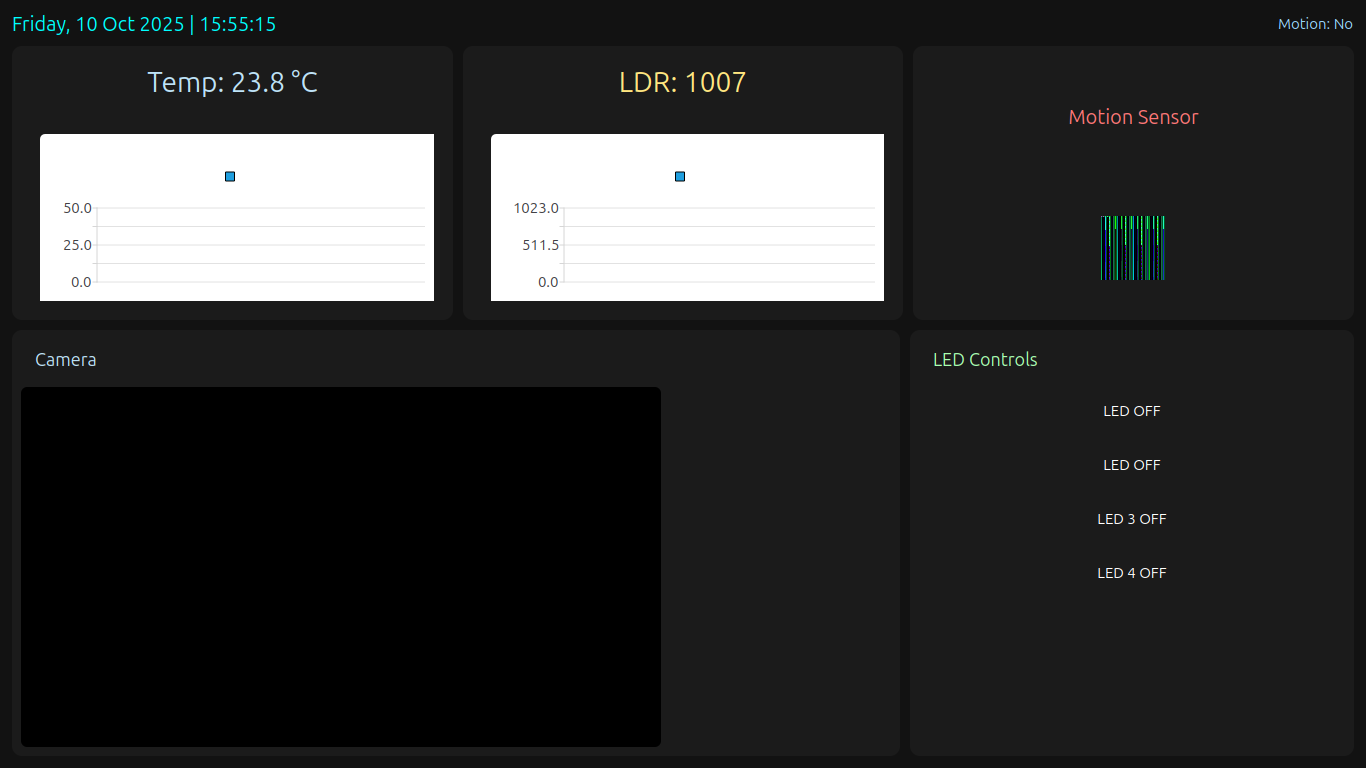 Friday, 10 Oct 2025 | 15:55:15
Motion: No
Temp: 23.8 °C
50.0
25.0
0.0
LDR: 1007
1023.0
511.5
0.0
Motion Sensor
Camera
LED Controls
LED OFF
LED OFF
LED 3 OFF
LED 4 OFF